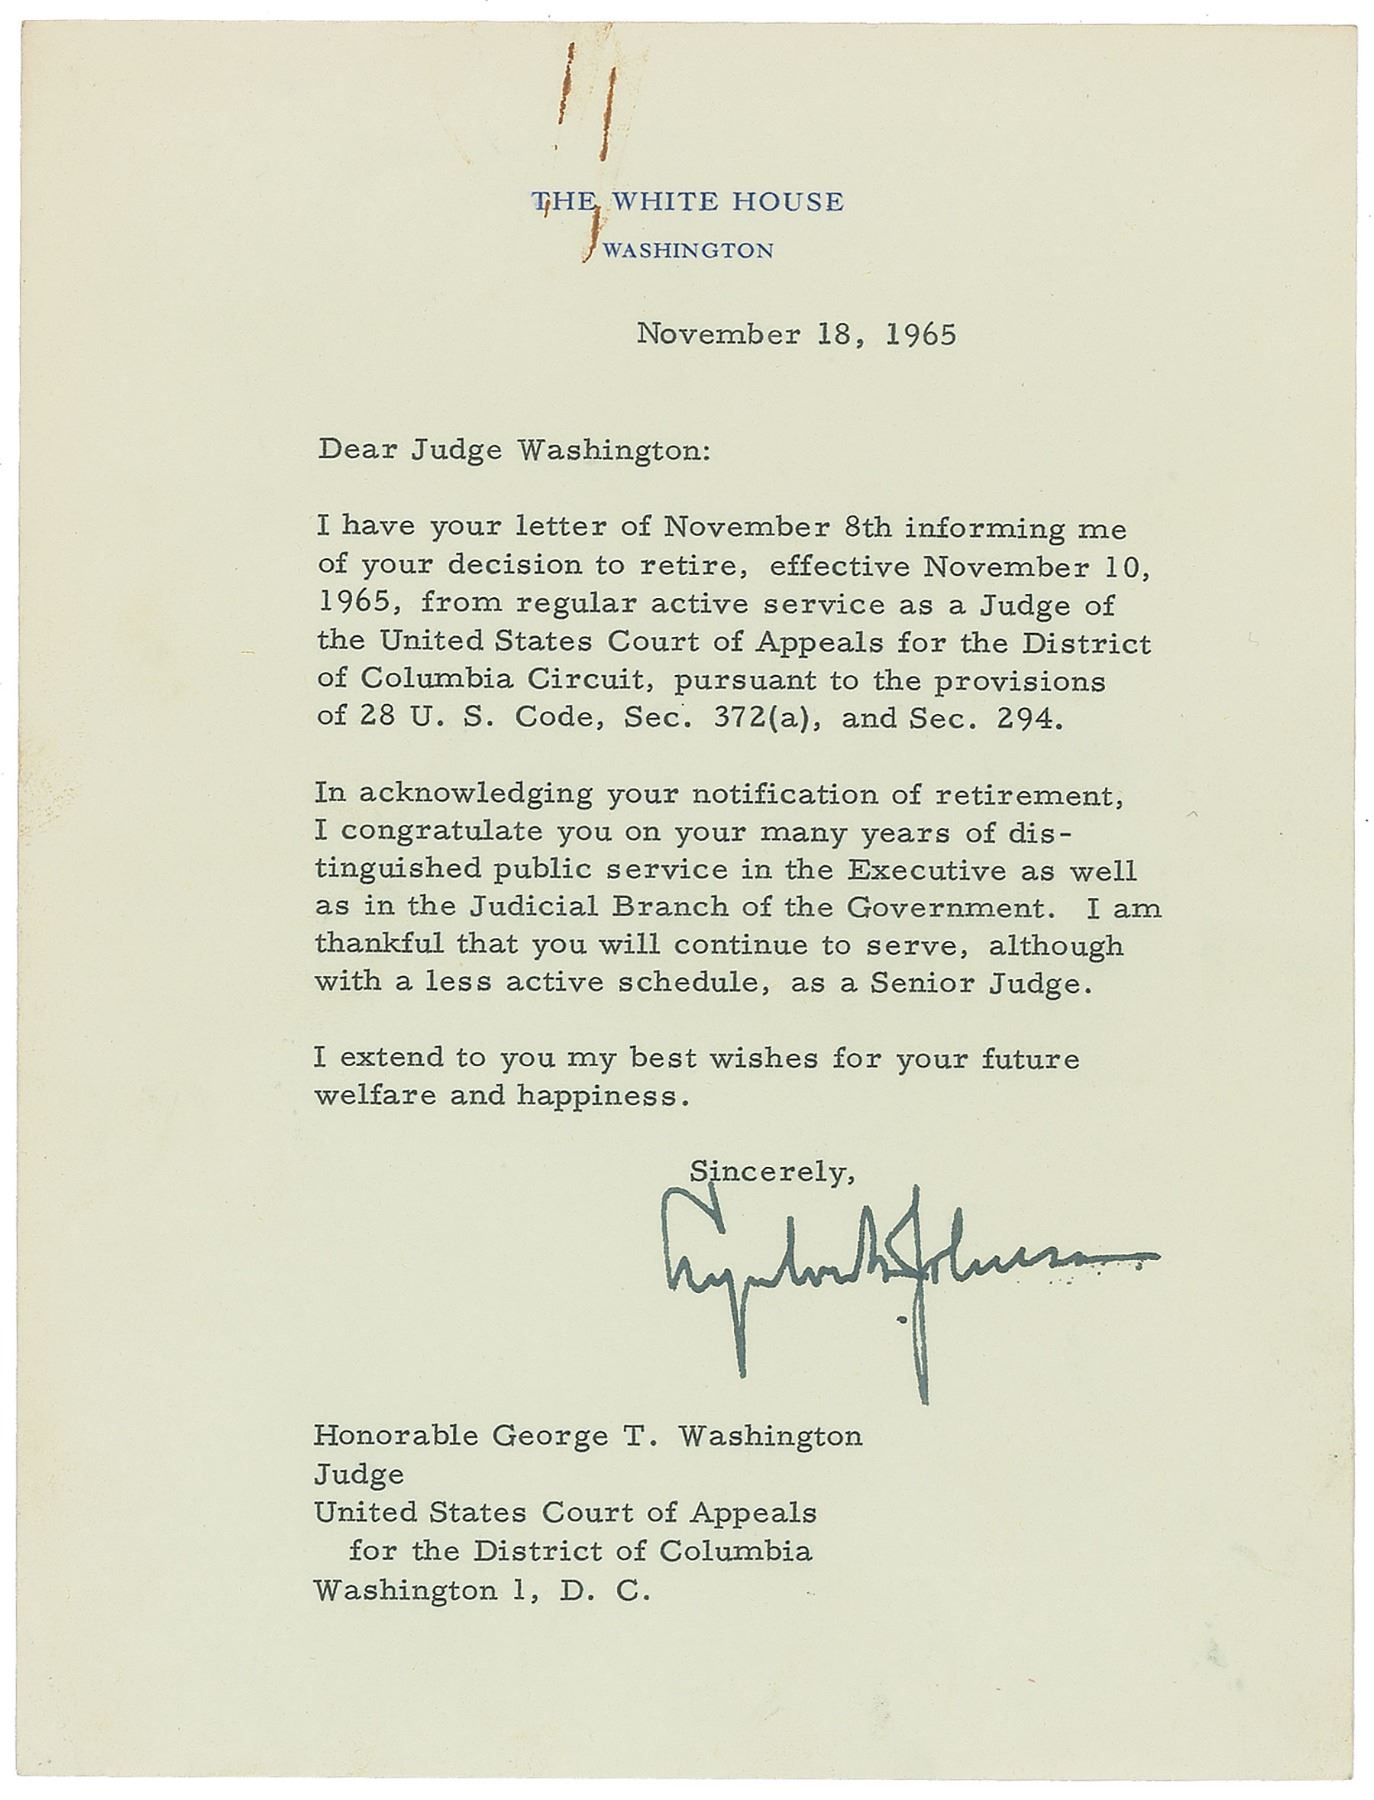 THE WHITE HOUSE
WASHINGTON
November 18, 1965
Dear Judge Washington:
I have your letter of November 8th informing me
of your decision to retire, effective November 10,
1965, from regular active service as a Judge of
the United States Court of Appeals for the District
of Columbia Circuit, pursuant to the provisions
of 28 U. S. Code, Sec. 372(a), and Sec. 294.
In acknowledging your notification of retirement,
I congratulate you on your many years of dis-
tinguished public service in the Executive as well
as in the Judicial Branch of the Government. I am
thankful that you will continue to serve, although
with a less active schedule, as a Senior Judge.
I extend to you my best wishes for your future
welfare and happiness.
Sincerely,
Lyndon B. Johnson
Honorable George T. Washington
Judge
United States Court of Appeals
for the District of Columbia
Washington 1, D. C.